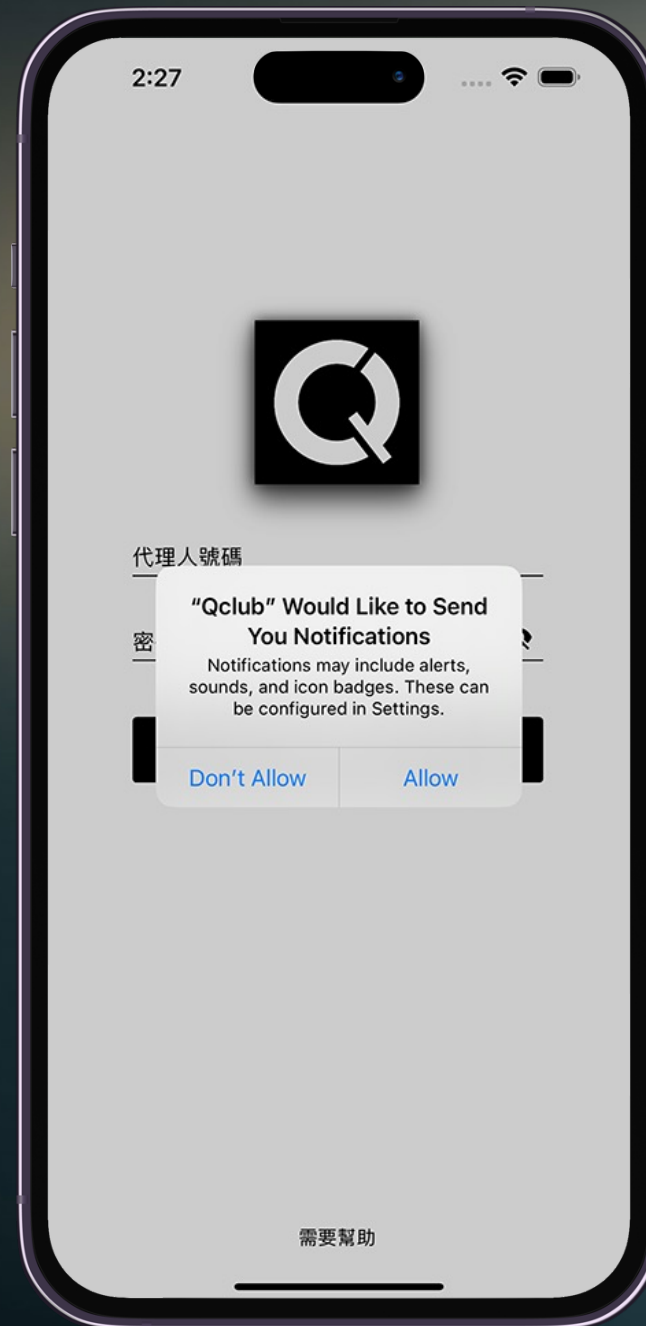 2:27
代理人號碼
"Qclub" Would Like to Send
You Notifications
密
Notifications may include alerts,
sounds, and icon badges. These can
be configured in Settings.
Don't Allow
Allow
需要幫助